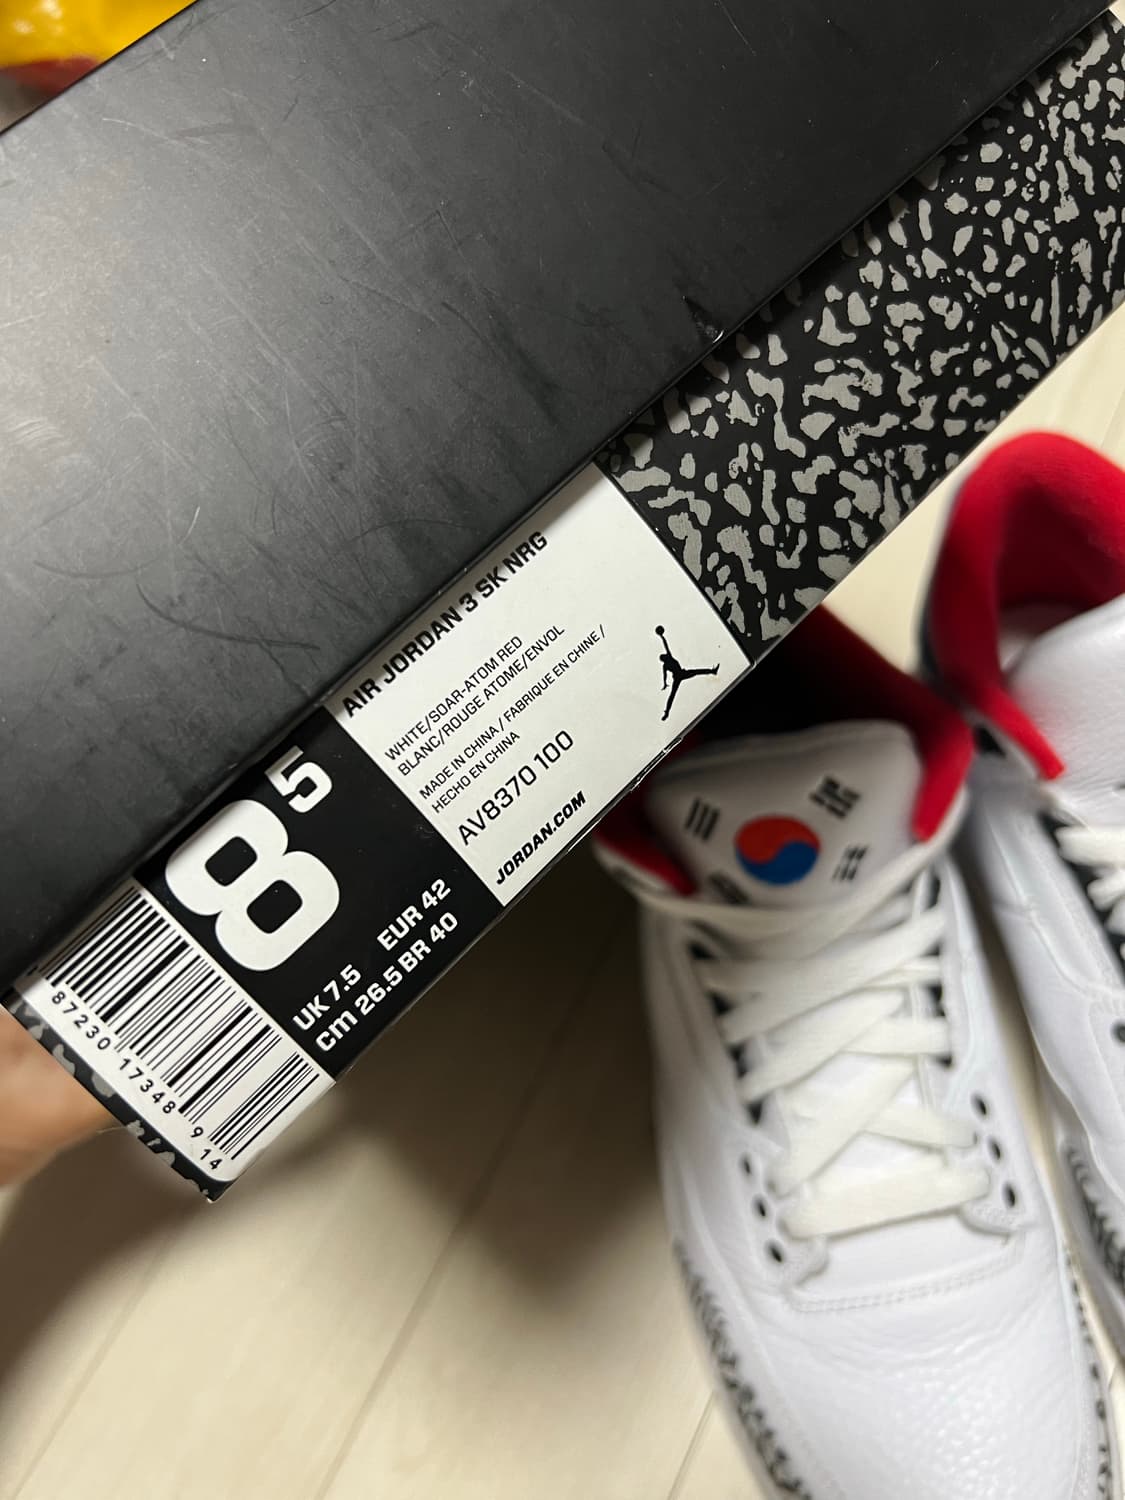 AIR JORDAN 3 SK NRG
WHITE/SOAR-ATOM RED
BLANC/ROUGE ATOME/ENVOL
MADE IN CHINA / FABRIQUE EN CHINE /
HECHO EN CHINA
AV8370 100
JORDAN.COM
8.5
UK 7.5 EUR 42
cm 26.5 BR 40
87230 17348 9
14